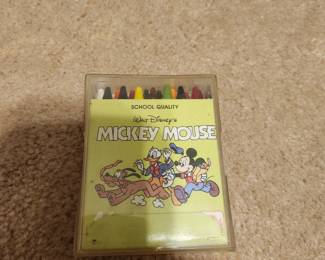 SCHOOL QUALITY
Walt Disney's
MICKEY MOUSE